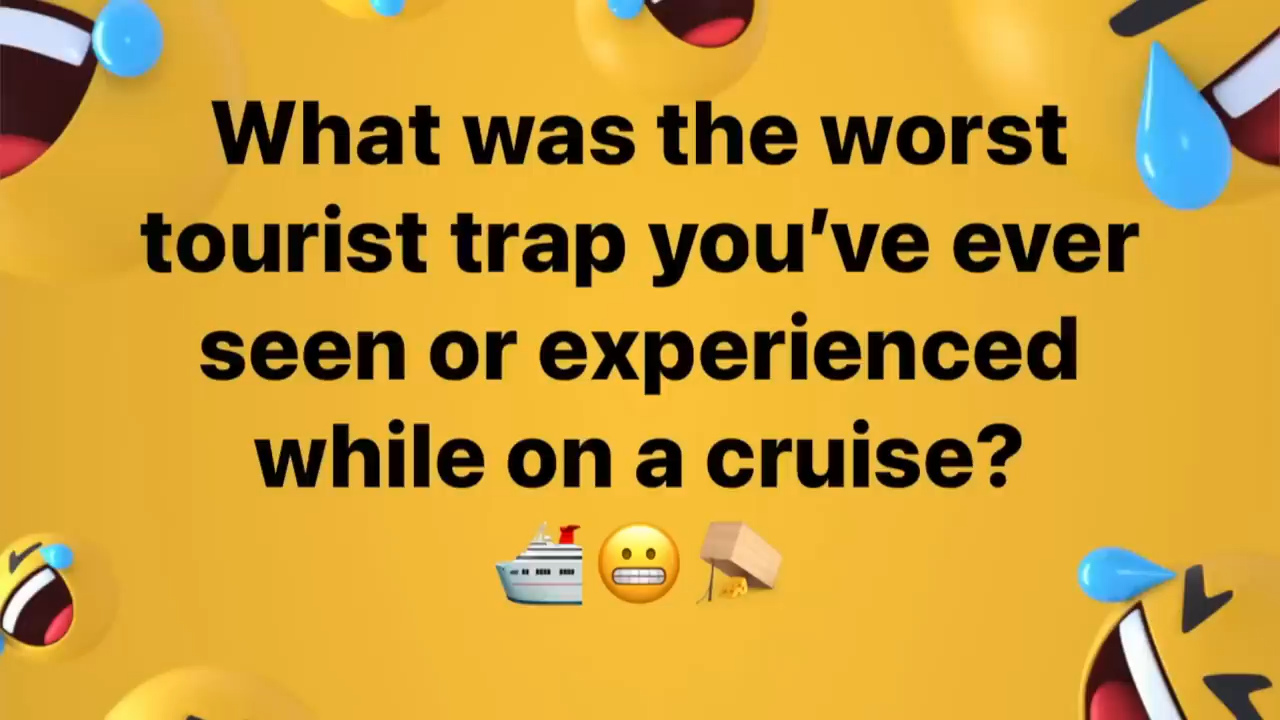 What was the worst
tourist trap you’ve ever
seen or experienced
while on a cruise?
🛳️😬🪤